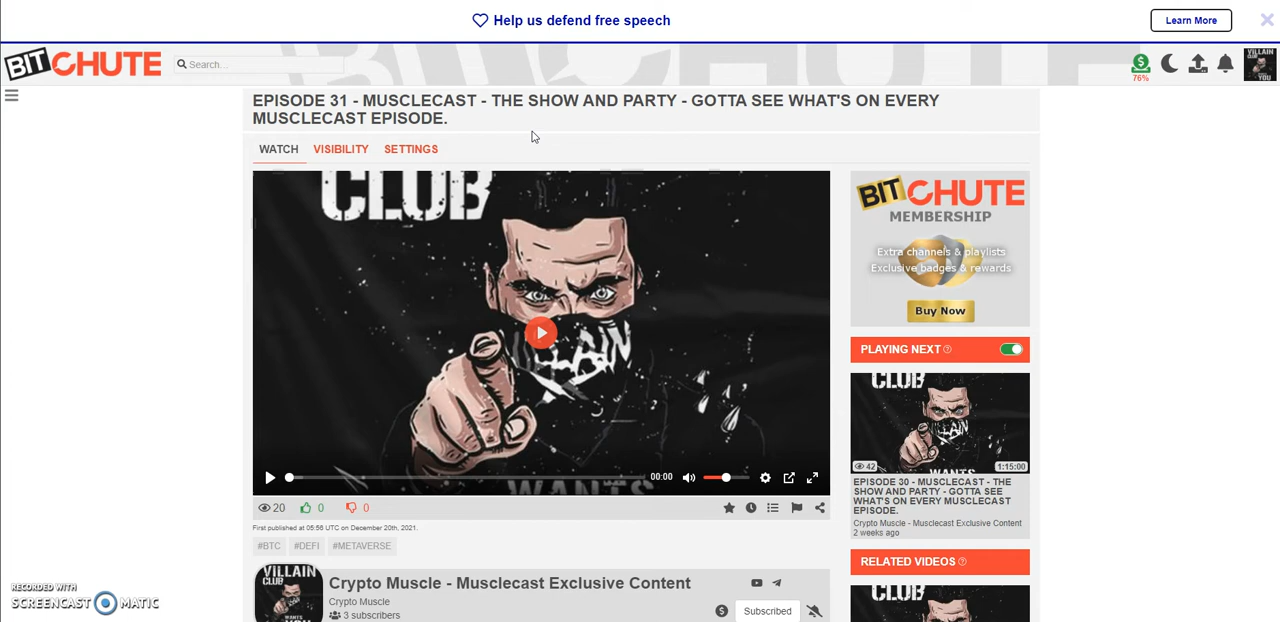 Help us defend free speech
Learn More
BITCHUTE
Search...
76%
EPISODE 31 - MUSCLECAST - THE SHOW AND PARTY - GOTTA SEE WHAT'S ON EVERY
MUSCLECAST EPISODE.
WATCH VISIBILITY SETTINGS
CLUB
VILLAIN
WANTS
00:00
20 0 0
First published at 05:56 UTC on December 20th, 2021.
#BTC #DEFI #METAVERSE
VILLAIN
CLUB
Crypto Muscle - Musclecast Exclusive Content
Crypto Muscle
3 subscribers
Subscribed
BITCHUTE
MEMBERSHIP
Extra channels & playlists
Exclusive badges & rewards
Buy Now
PLAYING NEXT
CLUB
WANTS
42
1:15:00
EPISODE 30 - MUSCLECAST - THE
SHOW AND PARTY - GOTTA SEE
WHAT'S ON EVERY MUSCLECAST
EPISODE.
Crypto Muscle - Musclecast Exclusive Content
2 weeks ago
RELATED VIDEOS
CLUB
RECORDED WITH
SCREENCAST MATIC